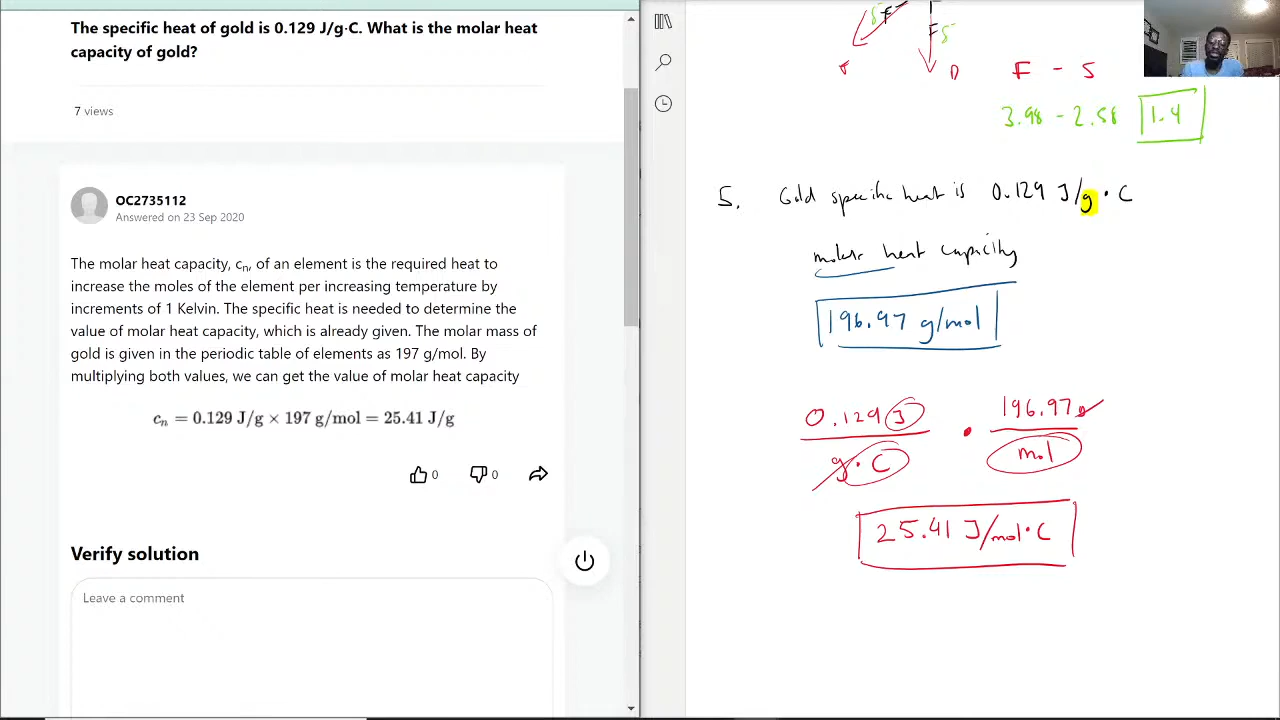 The specific heat of gold is 0.129 J/g·C. What is the molar heat
capacity of gold?
7 views
OC2735112
Answered on 23 Sep 2020
The molar heat capacity, cn, of an element is the required heat to
increase the moles of the element per increasing temperature by
increments of 1 Kelvin. The specific heat is needed to determine the
value of molar heat capacity, which is already given. The molar mass of
gold is given in the periodic table of elements as 197 g/mol. By
multiplying both values, we can get the value of molar heat capacity
cn = 0.129 J/g × 197 g/mol = 25.41 J/g
0 0
Verify solution
Leave a comment
F - S
3.98 - 2.58 1.4
5. Gold specific heat is 0.129 J/g · C
molar heat capacity
196.97 g/mol
0.129 J 196.97
g · C · mol
25.41 J/mol·C